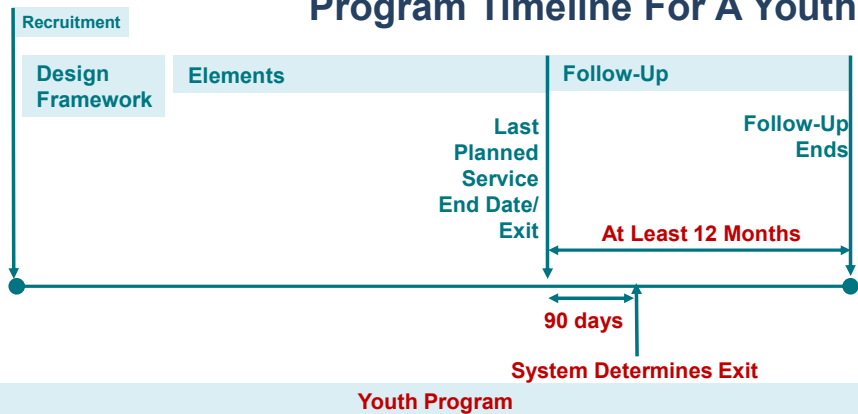 Program Timeline For A Youth
Recruitment
Design
Framework
Elements
Follow-Up
Last
Planned
Service
End Date/
Exit
Follow-Up
Ends
At Least 12 Months
90 days
System Determines Exit
Youth Program